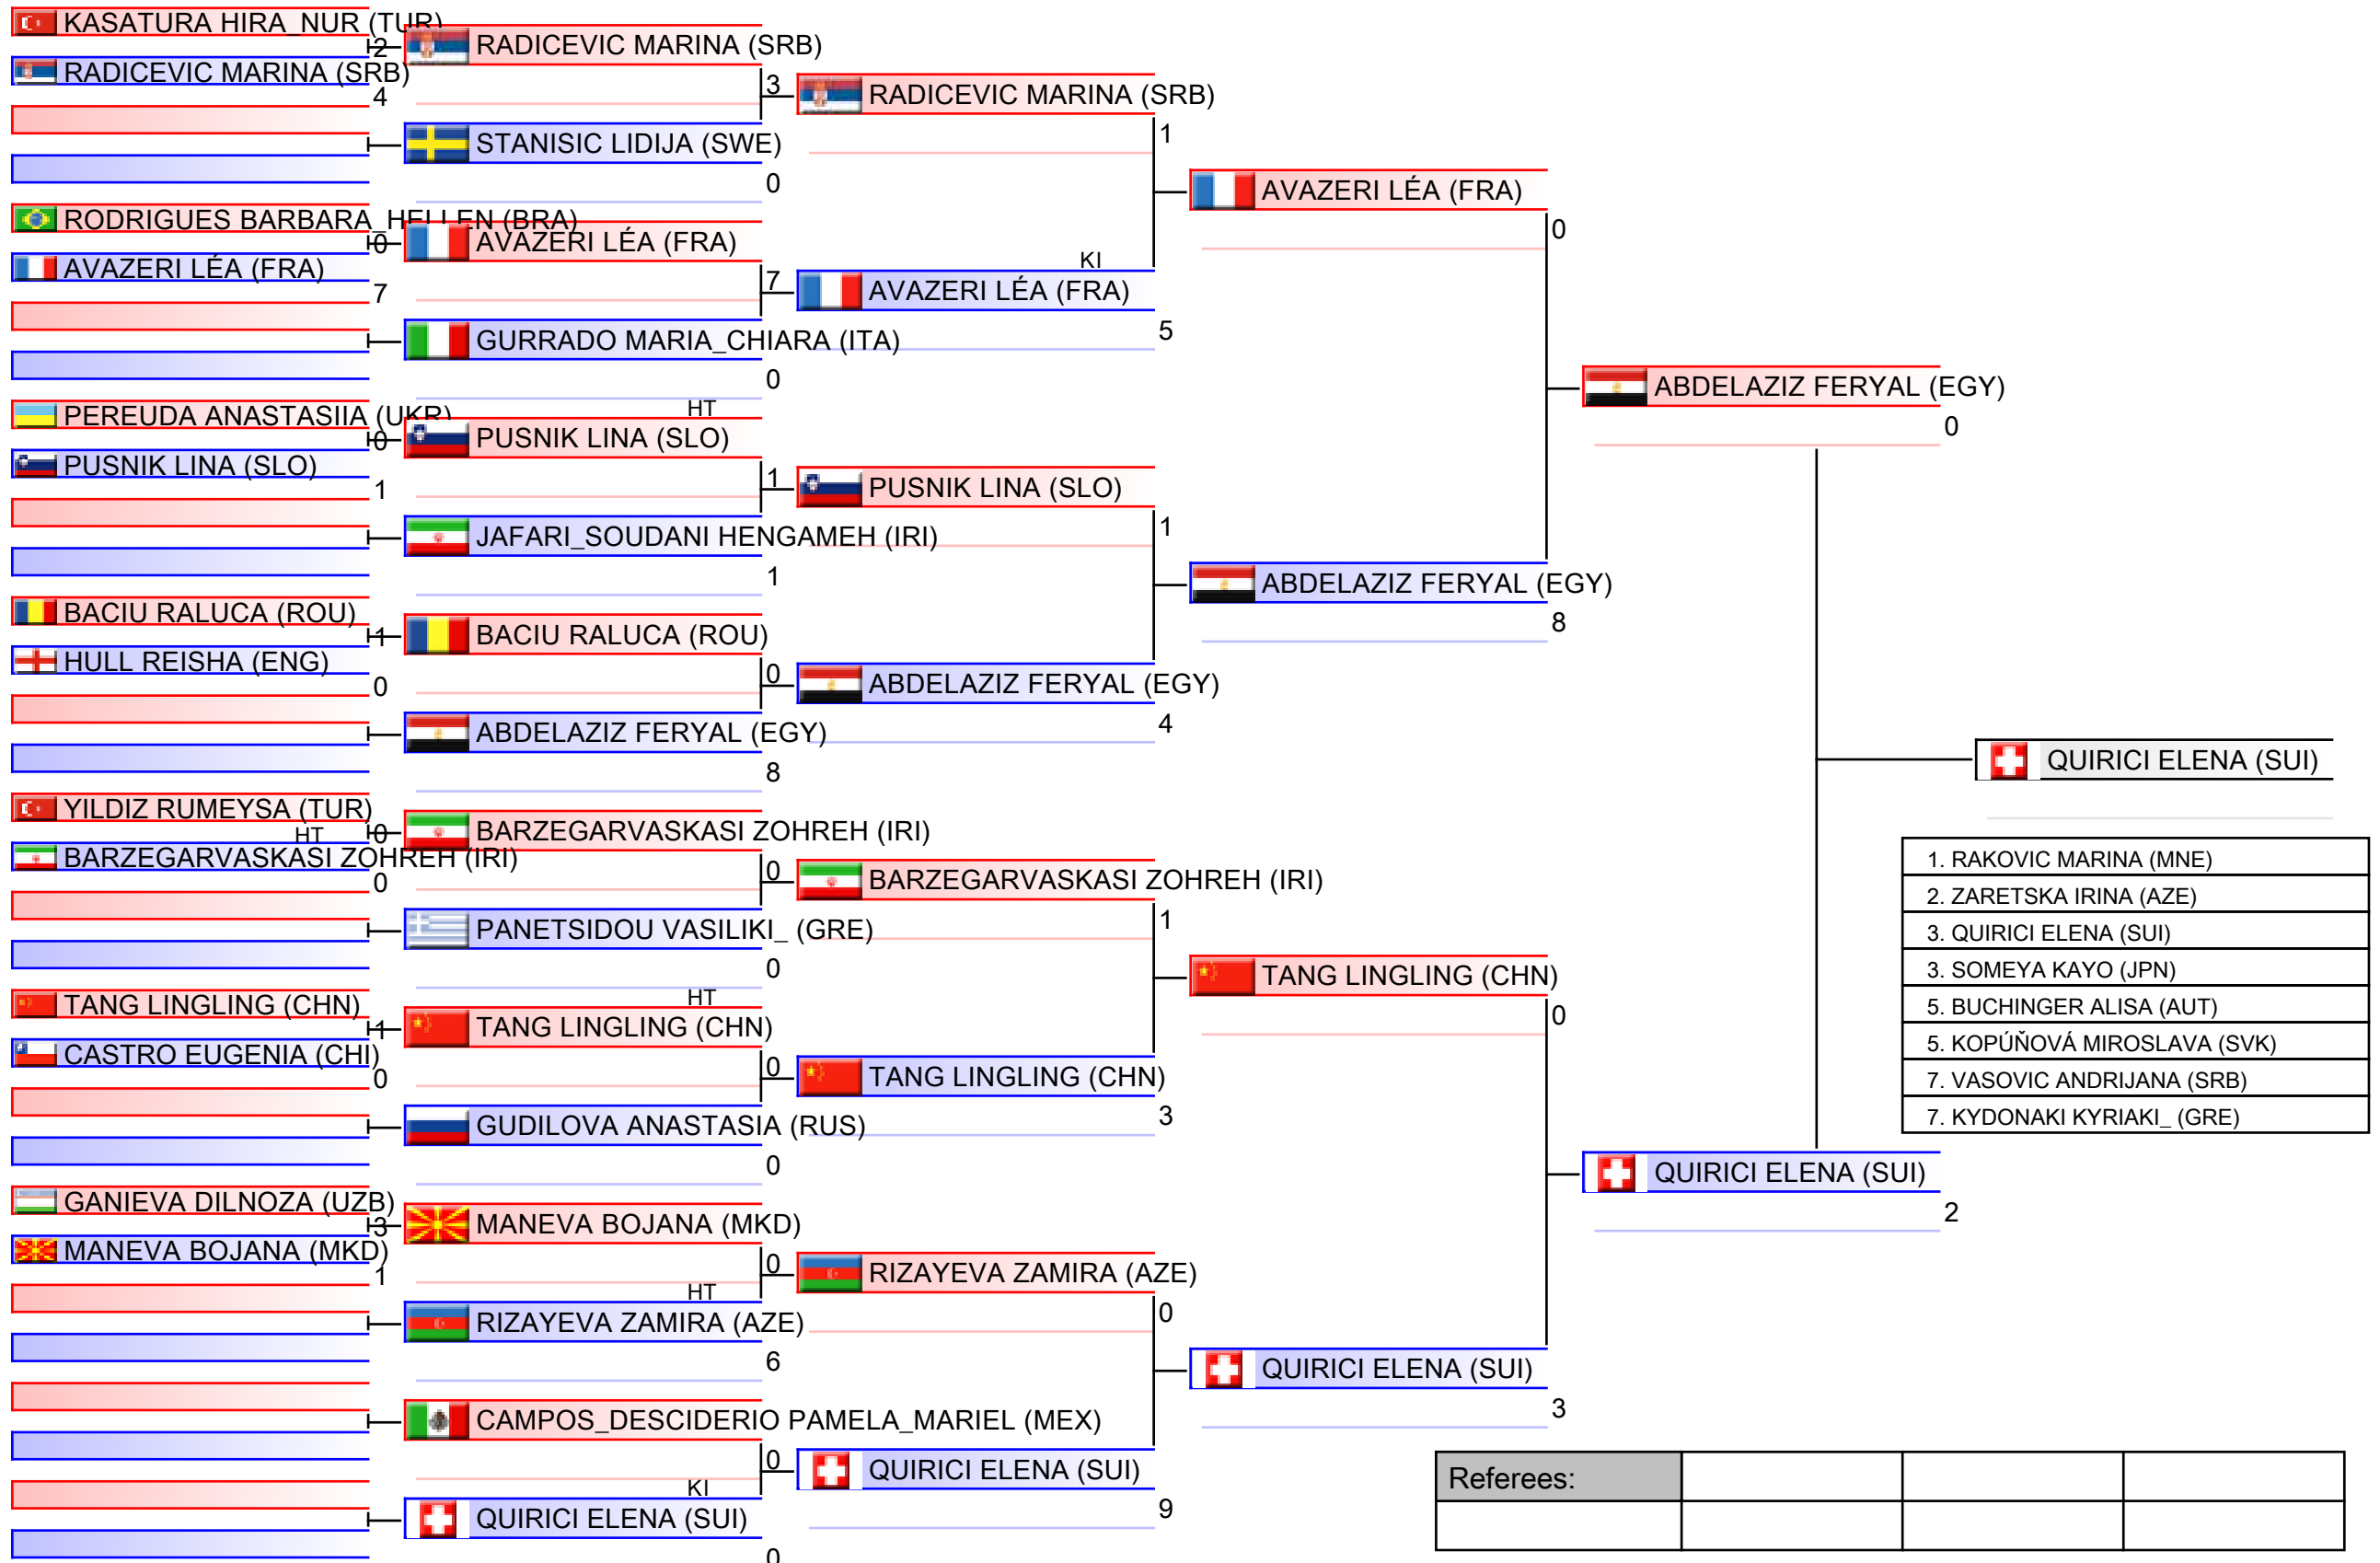 KASATURA HIRA_NUR (TUR)
2
RADICEVIC MARINA (SRB)
4
RODRIGUES BARBARA_HELLEN (BRA)
0
AVAZERI LÉA (FRA)
7
PEREUDA ANASTASIIA (UKR)
0
PUSNIK LINA (SLO)
1
BACIU RALUCA (ROU)
1
HULL REISHA (ENG)
0
YILDIZ RUMEYSA (TUR)
0
HT
BARZEGARVASKASI ZOHREH (IRI)
0
TANG LINGLING (CHN)
1
CASTRO EUGENIA (CHI)
0
GANIEVA DILNOZA (UZB)
3
MANEVA BOJANA (MKD)
1
RADICEVIC MARINA (SRB)
3
STANISIC LIDIJA (SWE)
0
AVAZERI LÉA (FRA)
7
GURRADO MARIA_CHIARA (ITA)
0
HT
PUSNIK LINA (SLO)
1
JAFARI_SOUDANI HENGAMEH (IRI)
1
BACIU RALUCA (ROU)
0
ABDELAZIZ FERYAL (EGY)
8
BARZEGARVASKASI ZOHREH (IRI)
0
PANETSIDOU VASILIKI_ (GRE)
0
HT
TANG LINGLING (CHN)
0
GUDILOVA ANASTASIA (RUS)
0
MANEVA BOJANA (MKD)
0
HT
RIZAYEVA ZAMIRA (AZE)
6
CAMPOS_DESCIDERIO PAMELA_MARIEL (MEX)
0
KI
QUIRICI ELENA (SUI)
0
RADICEVIC MARINA (SRB)
1
KI
AVAZERI LÉA (FRA)
5
PUSNIK LINA (SLO)
1
ABDELAZIZ FERYAL (EGY)
4
BARZEGARVASKASI ZOHREH (IRI)
1
TANG LINGLING (CHN)
3
RIZAYEVA ZAMIRA (AZE)
0
QUIRICI ELENA (SUI)
9
AVAZERI LÉA (FRA)
0
ABDELAZIZ FERYAL (EGY)
8
TANG LINGLING (CHN)
0
QUIRICI ELENA (SUI)
3
ABDELAZIZ FERYAL (EGY)
0
QUIRICI ELENA (SUI)
2
QUIRICI ELENA (SUI)
1. RAKOVIC MARINA (MNE)
2. ZARETSKA IRINA (AZE)
3. QUIRICI ELENA (SUI)
3. SOMEYA KAYO (JPN)
5. BUCHINGER ALISA (AUT)
5. KOPÚŇOVÁ MIROSLAVA (SVK)
7. VASOVIC ANDRIJANA (SRB)
7. KYDONAKI KYRIAKI_ (GRE)
Referees: